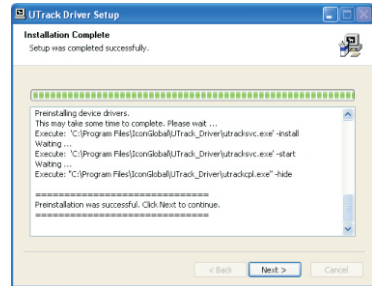 UTrack Driver Setup
Installation Complete
Setup was completed successfully.
Preinstalling device drivers.
This may take some time to complete. Please wait ...
Execute: 'C:\Program Files\IconGlobal\UTrack_Driver\utracksvc.exe' -install
Waiting ...
Execute: 'C:\Program Files\IconGlobal\UTrack_Driver\utracksvc.exe' -start
Waiting ...
Execute: "C:\Program Files\IconGlobal\UTrack_Driver\utrackcpl.exe" -hide
==============================
Preinstallation was successful. Click Next to continue.
==============================
< Back Next > Cancel